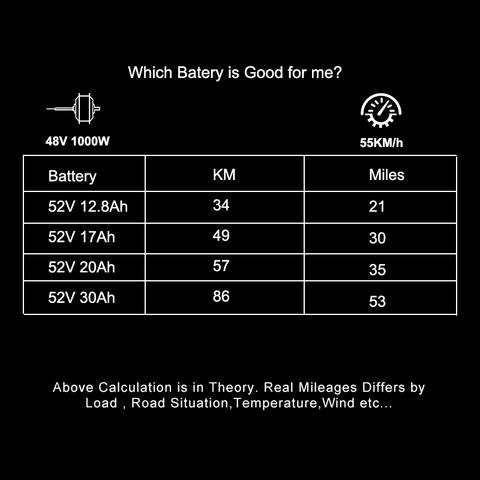 Which Batery is Good for me?
48V 1000W
55KM/h
Battery KM Miles
52V 12.8Ah 34 21
52V 17Ah 49 30
52V 20Ah 57 35
52V 30Ah 86 53
Above Calculation is in Theory. Real Mileages Differs by
Load , Road Situation,Temperature,Wind etc...